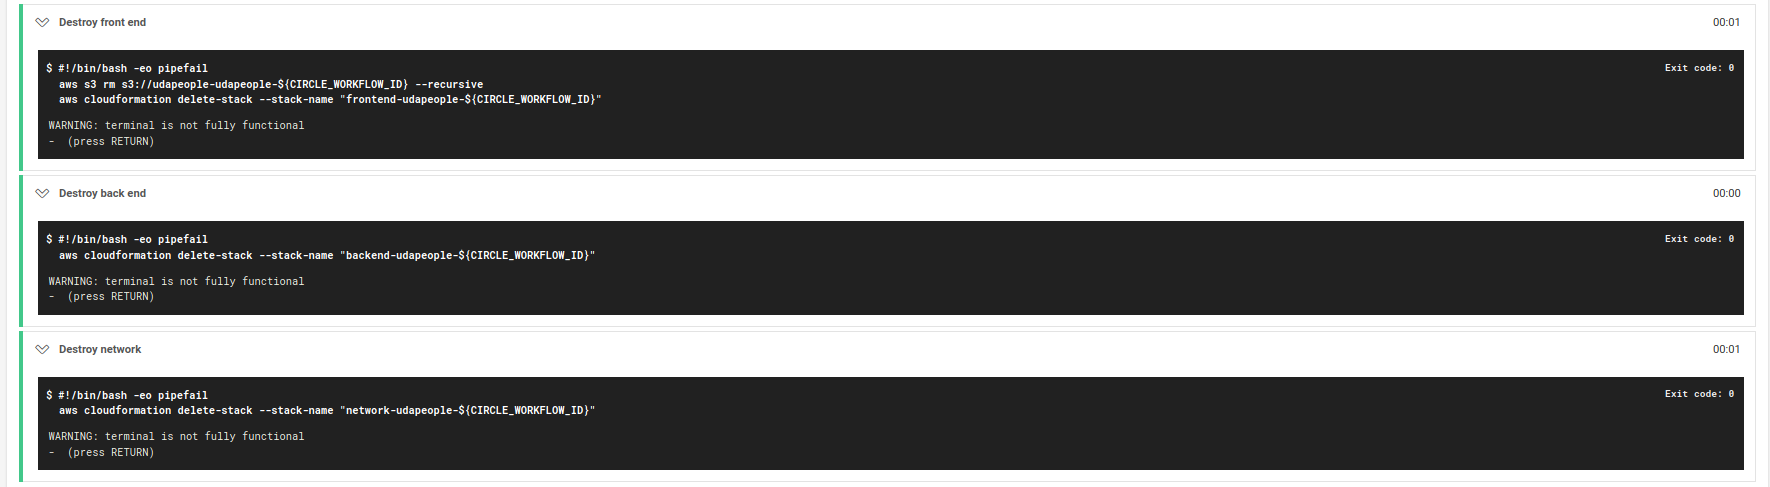 Destroy front end 00:01
$ #!/bin/bash -eo pipefail Exit code: 0
aws s3 rm s3://udapeople-udapeople-${CIRCLE_WORKFLOW_ID} --recursive
aws cloudformation delete-stack --stack-name "frontend-udapeople-${CIRCLE_WORKFLOW_ID}"
WARNING: terminal is not fully functional
-  (press RETURN)
Destroy back end 00:00
$ #!/bin/bash -eo pipefail Exit code: 0
aws cloudformation delete-stack --stack-name "backend-udapeople-${CIRCLE_WORKFLOW_ID}"
WARNING: terminal is not fully functional
-  (press RETURN)
Destroy network 00:01
$ #!/bin/bash -eo pipefail Exit code: 0
aws cloudformation delete-stack --stack-name "network-udapeople-${CIRCLE_WORKFLOW_ID}"
WARNING: terminal is not fully functional
-  (press RETURN)